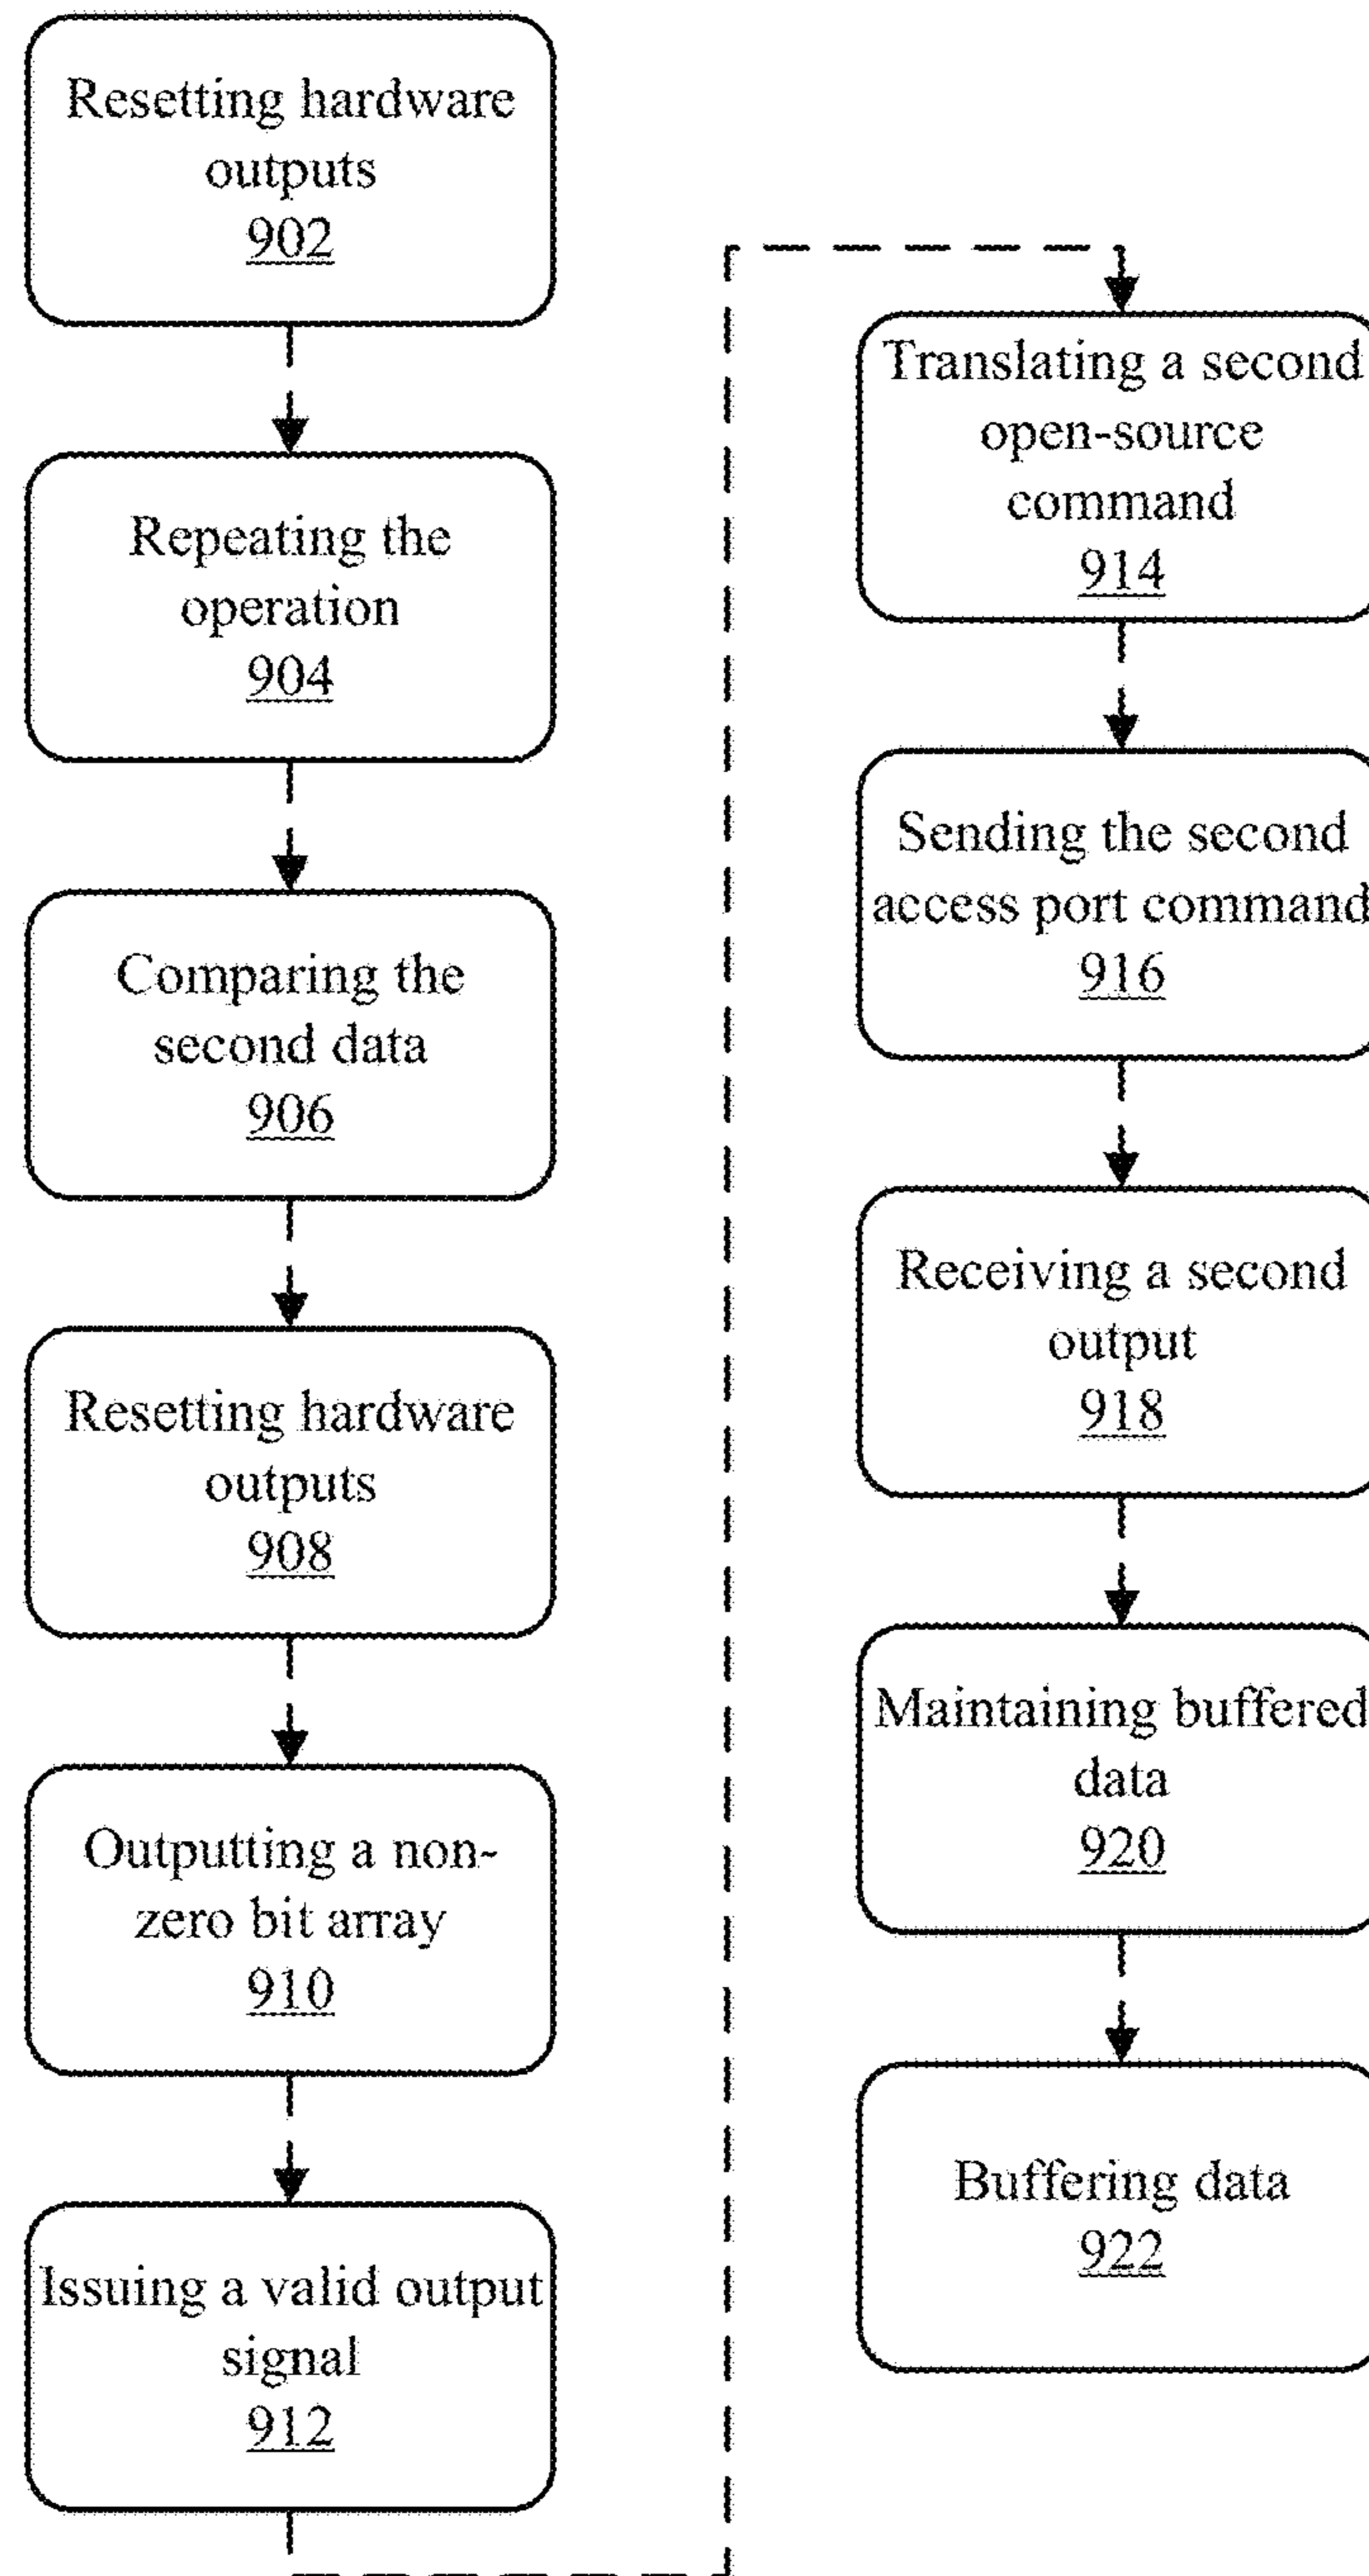 Resetting hardware
outputs
902
Repeating the
operation
904
Comparing the
second data
906
Resetting hardware
outputs
908
Outputting a non-
zero bit array
910
Issuing a valid output
signal
912
Translating a second
open-source
command
914
Sending the second
access port command
916
Receiving a second
output
918
Maintaining buffered
data
920
Buffering data
922